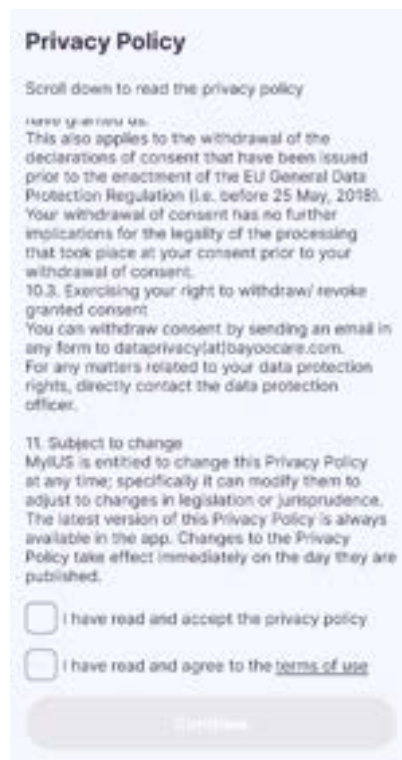 Privacy Policy
Scroll down to read the privacy policy
have granted us.
This also applies to the withdrawal of the
declarations of consent that have been issued
prior to the enactment of the EU General Data
Protection Regulation (i.e. before 25 May, 2018).
Your withdrawal of consent has no further
implications for the legality of the processing
that took place at your consent prior to your
withdrawal of consent.
10.3. Exercising your right to withdraw/ revoke
granted consent
You can withdraw consent by sending an email in
any form to dataprivacy(at)bayoocare.com.
For any matters related to your data protection
rights, directly contact the data protection
officer.
11. Subject to change
MyIUS is entitled to change this Privacy Policy
at any time; specifically it can modify them to
adjust to changes in legislation or jurisprudence.
The latest version of this Privacy Policy is always
available in the app. Changes to the Privacy
Policy take effect immediately on the day they are
published.
I have read and accept the privacy policy
I have read and agree to the terms of use
Continue